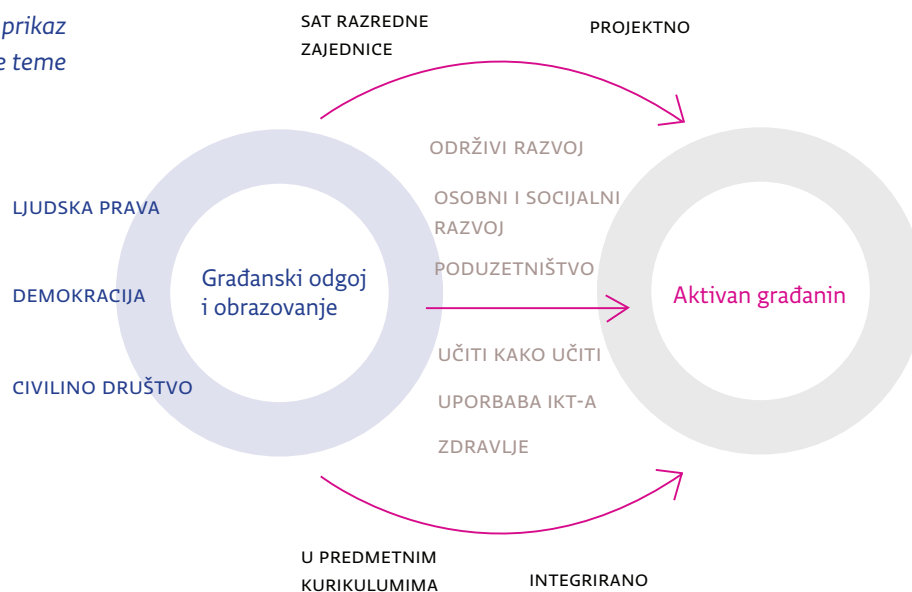 prikaz
e teme
SAT RAZREDNE
ZAJEDNICE
PROJEKTNO
LJUDSKA PRAVA
DEMOKRACIJA
CIVILINO DRUŠTVO
Građanski odgoj
i obrazovanje
ODRŽIVI RAZVOJ
OSOBNI I SOCIJALNI
RAZVOJ
PODUZETNIŠTVO
UČITI KAKO UČITI
UPORBABA IKT-A
ZDRAVLJE
Aktivan građanin
U PREDMETNIM
KURIKULUMIMA
INTEGRIRANO